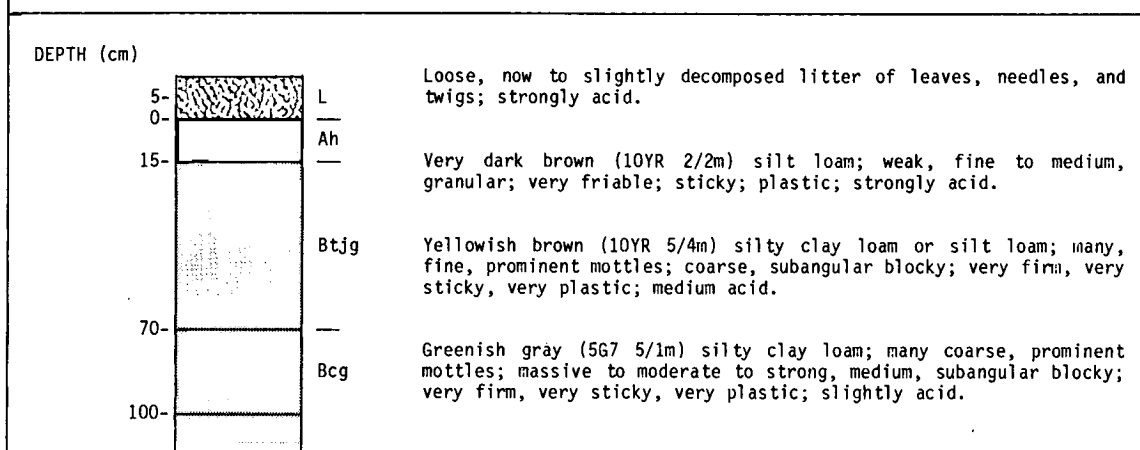 DEPTH (cm)
5-
0-
15-
70-
100-
L
Ah
Btjg
Bcg
Loose, now to slightly decomposed litter of leaves, needles, and
twigs; strongly acid.
Very dark brown (10YR 2/2m) silt loam; weak, fine to medium,
granular; very friable; sticky; plastic; strongly acid.
Yellowish brown (10YR 5/4m) silty clay loam or silt loam; many,
fine, prominent mottles; coarse, subangular blocky; very firm, very
sticky, very plastic; medium acid.
Greenish gray (5G7 5/1m) silty clay loam; many coarse, prominent
mottles; massive to moderate to strong, medium, subangular blocky;
very firm, very sticky, very plastic; slightly acid.